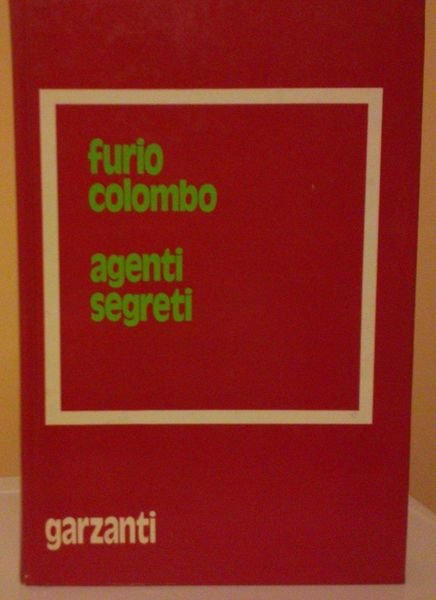 furio
colombo
agenti
segreti
garzanti